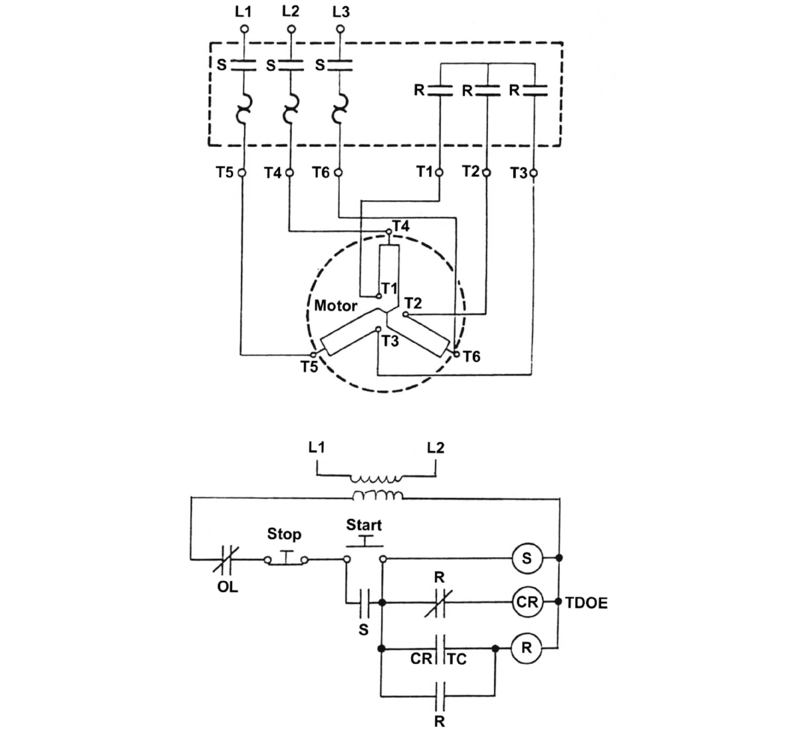 L1 L2 L3
S S S R R R
T5 T4 T6 T1 T2 T3
T4
T1
Motor T2
T3
T5 T6
L1 L2
Start
Stop
S
OL
R
CR TDOE
S
CR TC R
R